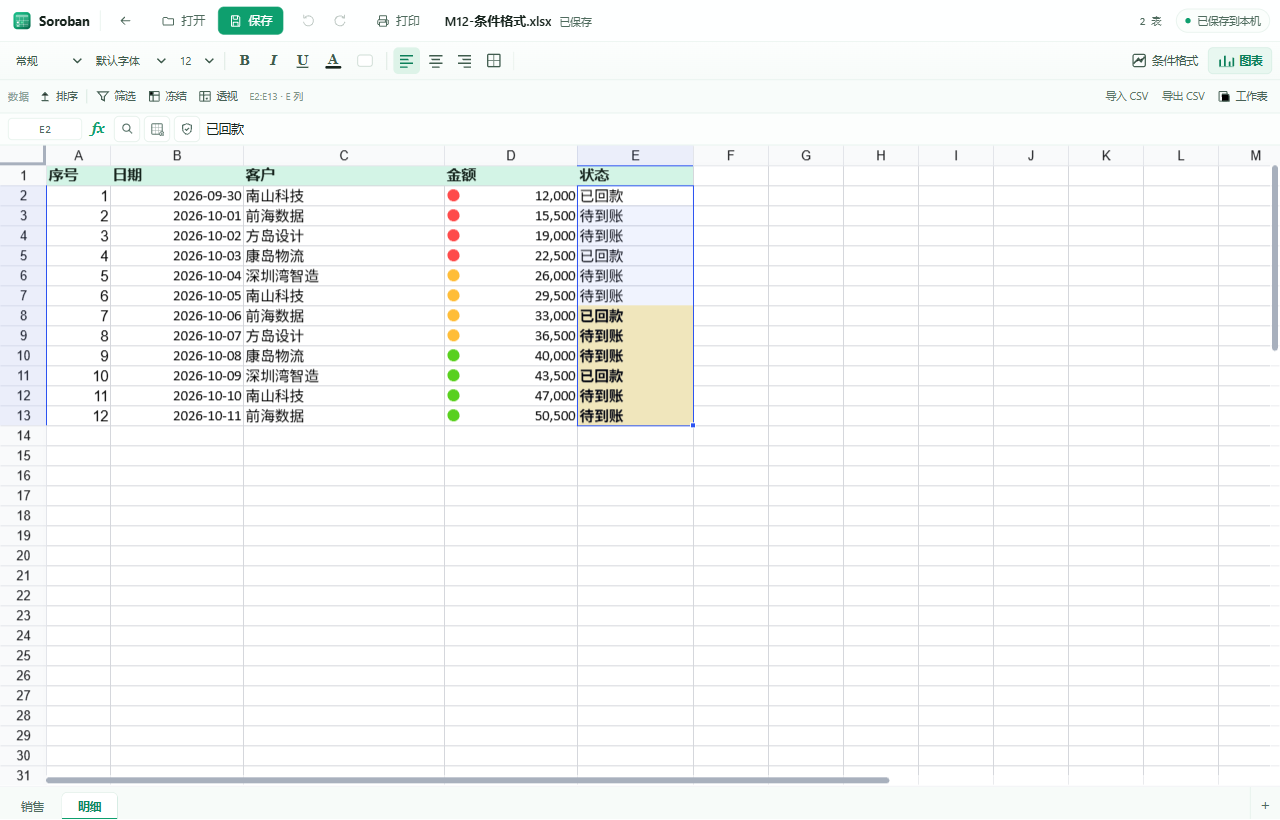 Soroban 打开 保存 打印 M12-条件格式.xlsx 已保存 2 表 已保存到本机
常规 默认字体 12 B I U A 条件格式 图表
数据 排序 筛选 冻结 透视 E2:E13 · E 列 导入 CSV 导出 CSV 工作表
E2 fx 已回款
A B C D E F G H I J K L M
1 序号 日期 客户 金额 状态
2 1 2026-09-30 南山科技 12,000 已回款
3 2 2026-10-01 前海数据 15,500 待到账
4 3 2026-10-02 方岛设计 19,000 待到账
5 4 2026-10-03 康岛物流 22,500 已回款
6 5 2026-10-04 深圳湾智造 26,000 待到账
7 6 2026-10-05 南山科技 29,500 待到账
8 7 2026-10-06 前海数据 33,000 已回款
9 8 2026-10-07 方岛设计 36,500 待到账
10 9 2026-10-08 康岛物流 40,000 待到账
11 10 2026-10-09 深圳湾智造 43,500 已回款
12 11 2026-10-10 南山科技 47,000 待到账
13 12 2026-10-11 前海数据 50,500 待到账
14
15
16
17
18
19
20
21
22
23
24
25
26
27
28
29
30
31
销售 明细 +